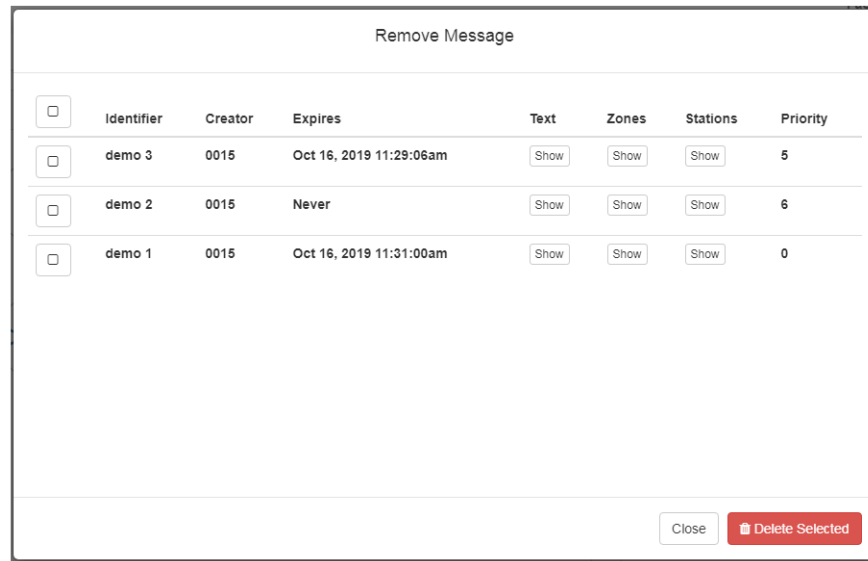 Remove Message
Identifier Creator Expires Text Zones Stations Priority
demo 3 0015 Oct 16, 2019 11:29:06am Show Show Show 5
demo 2 0015 Never Show Show Show 6
demo 1 0015 Oct 16, 2019 11:31:00am Show Show Show 0
Close Delete Selected